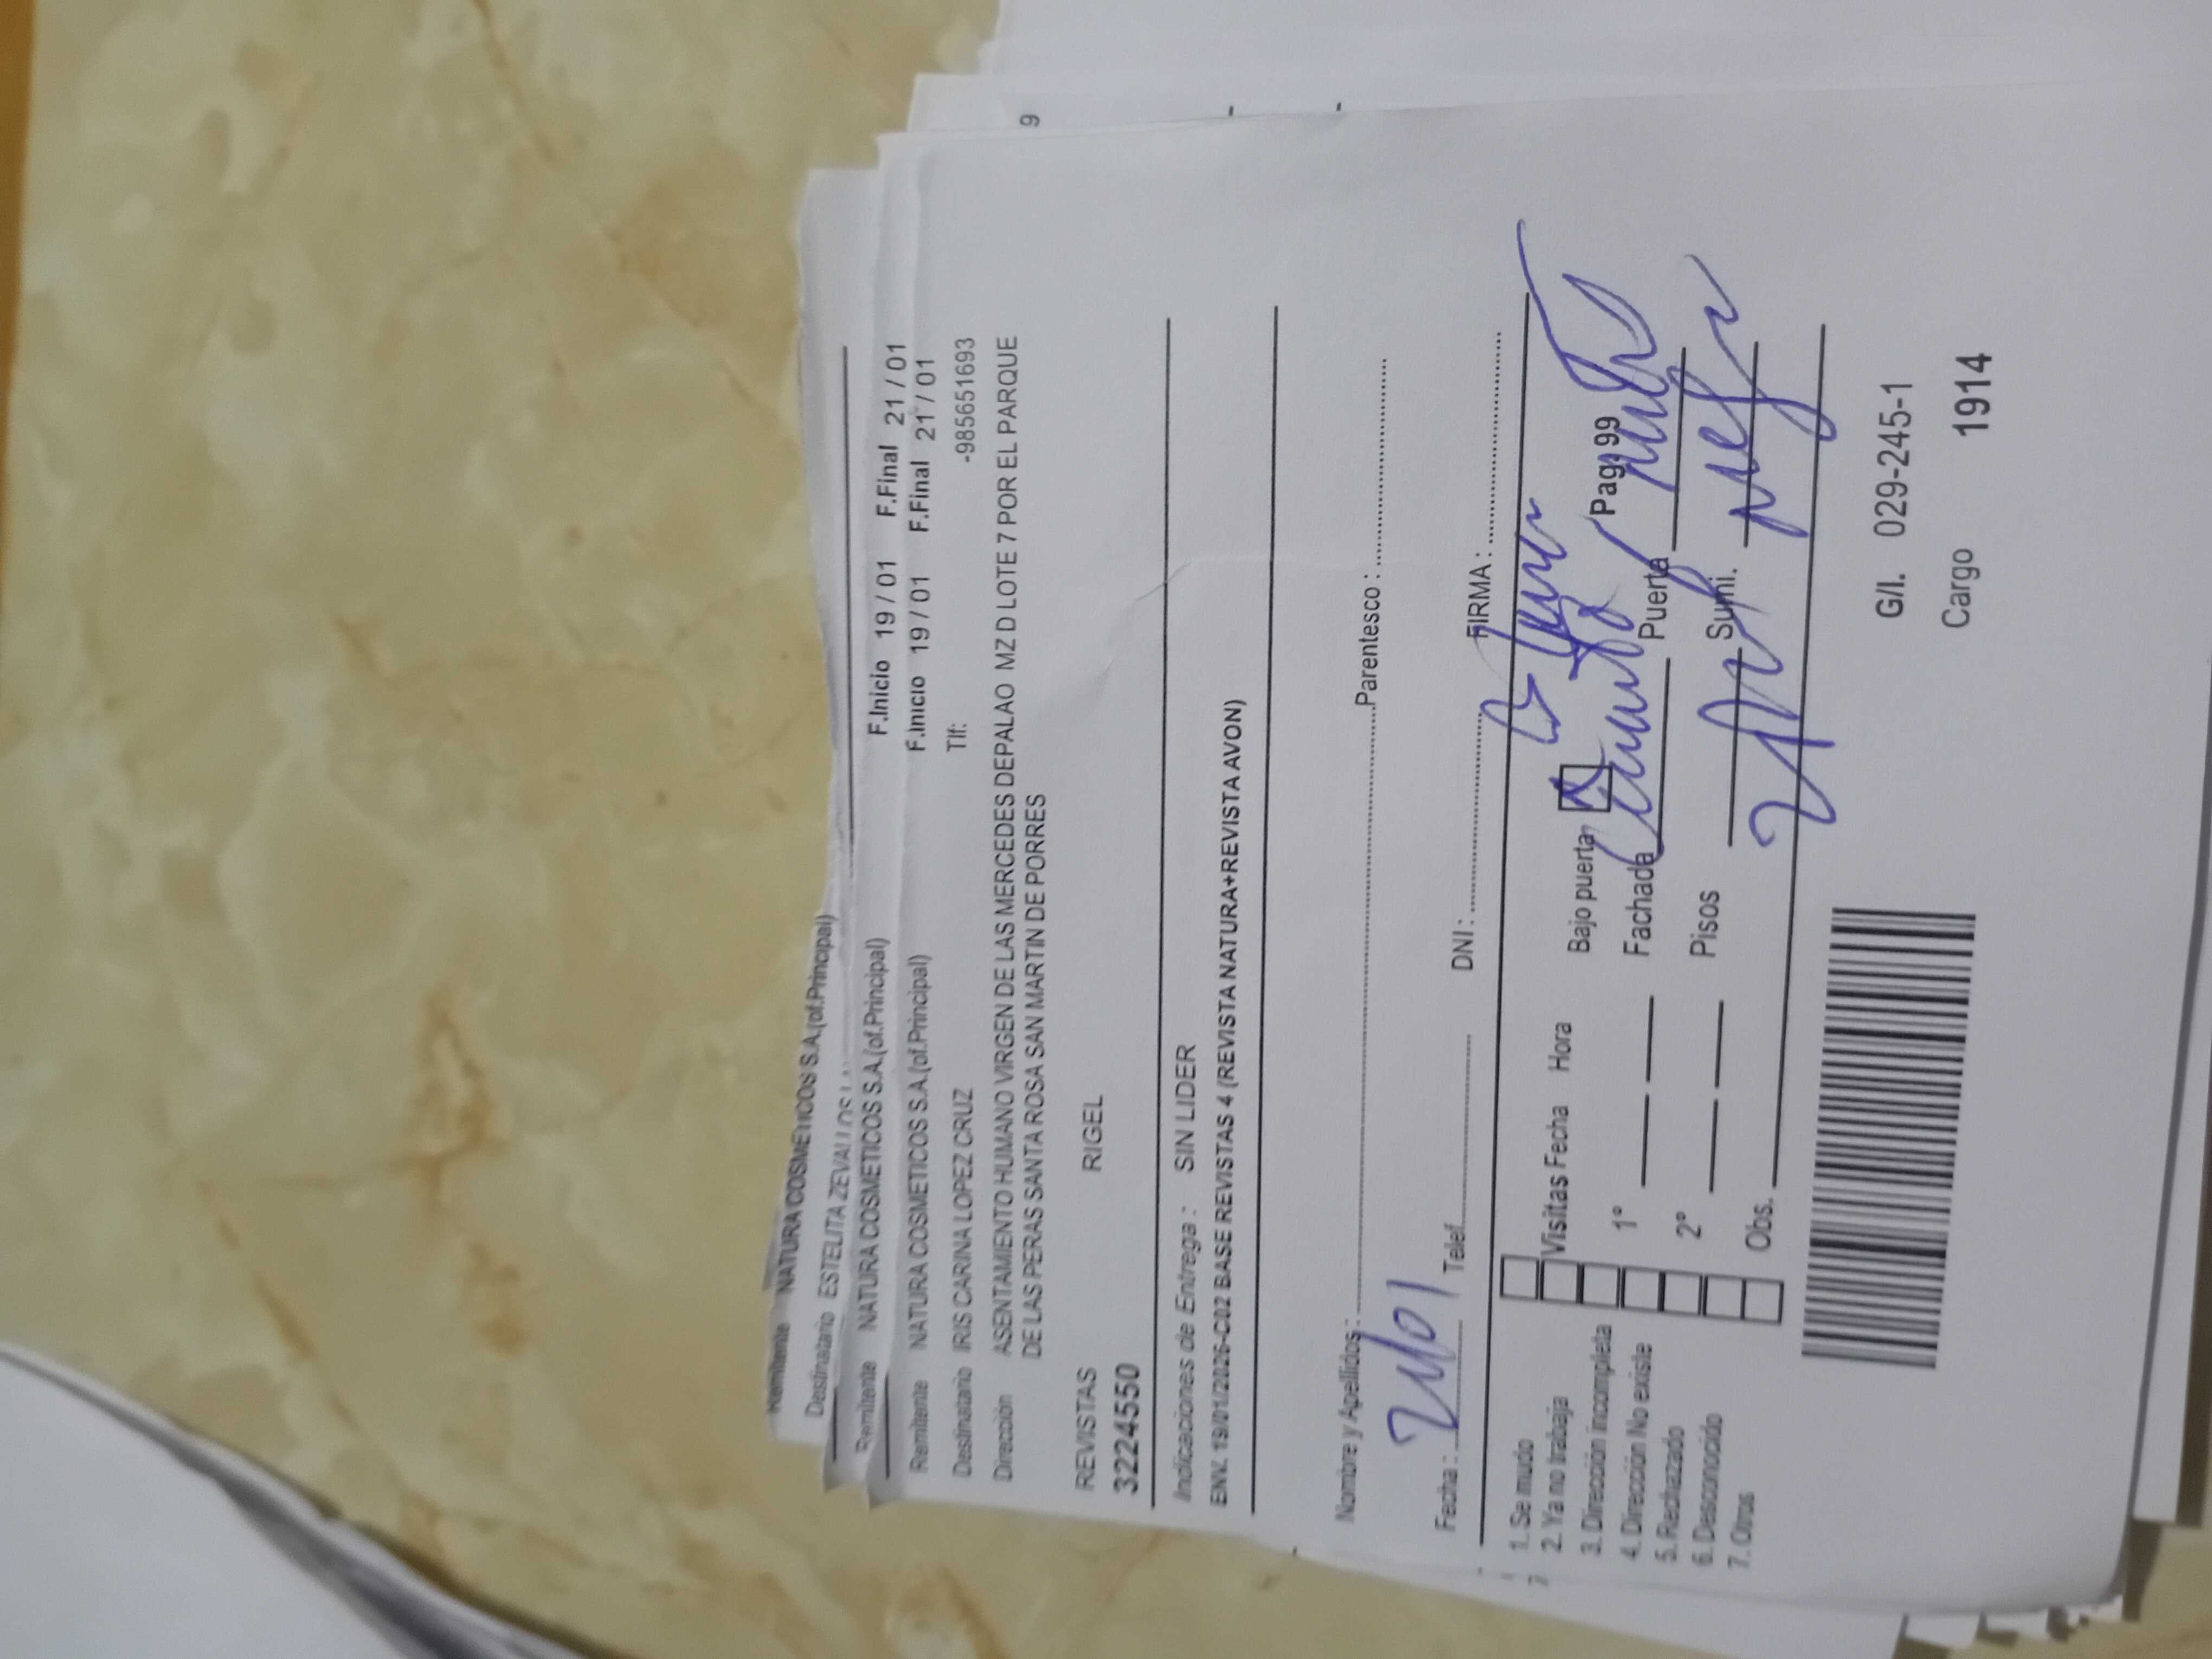 Remitente NATURA COSMETICOS S.A.(of.Principal)
Destinatario ESTELITA ZEVALLOS
Remitente NATURA COSMETICOS S.A.(of.Principal) F.Inicio 19 / 01 F.Final 21 / 01
Remitente NATURA COSMETICOS S.A.(of.Principal) F.Inicio 19 / 01 F.Final 21 / 01
Destinatario IRIS CARINA LOPEZ CRUZ Tlf: -985651693
Dirección ASENTAMIENTO HUMANO VIRGEN DE LAS MERCEDES DEPALAO MZ D LOTE 7 POR EL PARQUE
DE LAS PERAS SANTA ROSA SAN MARTIN DE PORRES
9
REVISTAS RIGEL
3224550
Indicaciones de Entrega : SIN LIDER
ENV. 19/01/2026-C02 BASE REVISTAS 4 (REVISTA NATURA+REVISTA AVON)
Nombre y Apellidos : Parentesco :
Fecha : Telef. DNI : FIRMA :
1. Se mudo
2. Ya no trabaja Visitas Fecha Hora Bajo puerta Pag. 99
3. Dirección incompleta 1º Fachada Puerta
4. Dirección No existe
5. Rechazado 2º Pisos Sumi.
6. Desconocido
7. Otros Obs.
G/I. 029-245-1
Cargo 1914